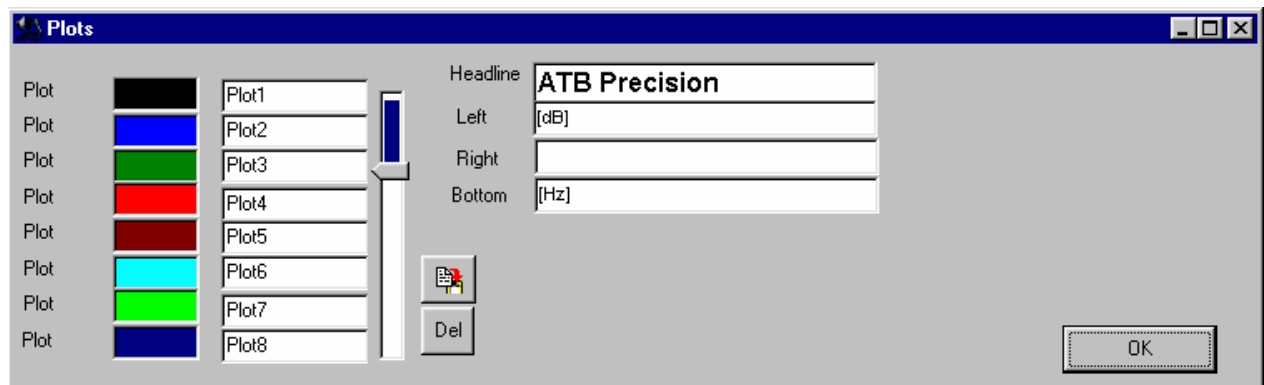 Plots
Plot Plot1
Plot Plot2
Plot Plot3
Plot Plot4
Plot Plot5
Plot Plot6
Plot Plot7
Plot Plot8
Headline ATB Precision
Left [dB]
Right
Bottom [Hz]
Del
OK